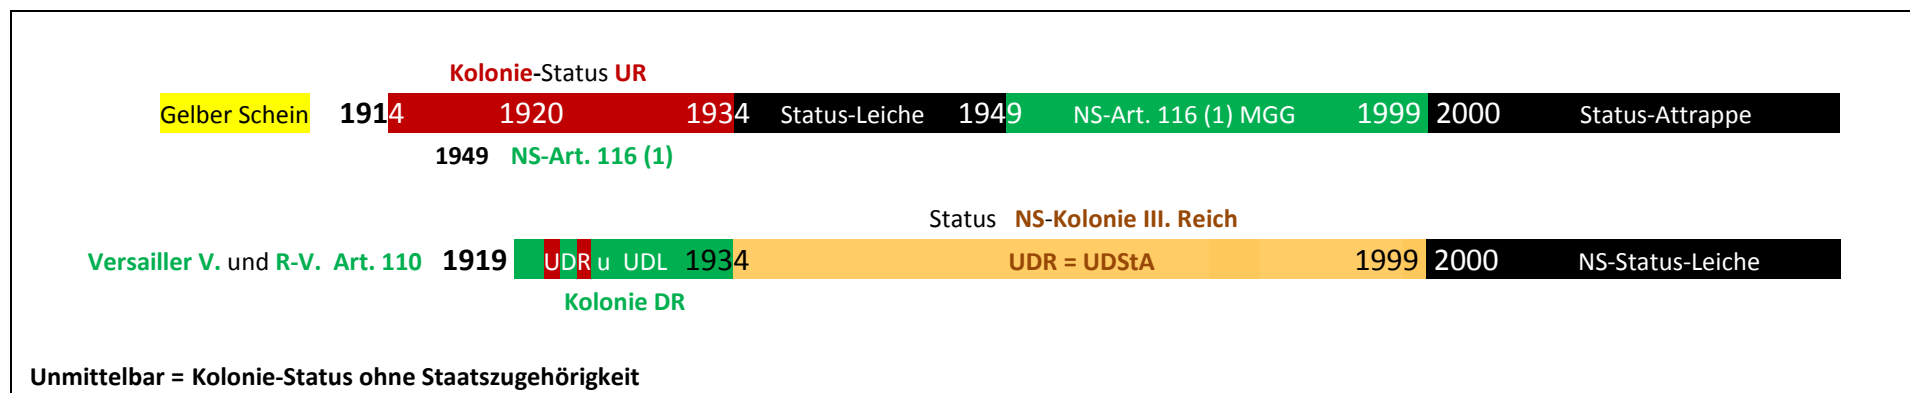 Kolonie-Status UR
Gelber Schein 1914 1920 1934 Status-Leiche 1949 NS-Art. 116 (1) MGG 1999 2000 Status-Attrappe
1949 NS-Art. 116 (1)
Status NS-Kolonie III. Reich
Versailler V. und R-V. Art. 110 1919 UDR u UDL 1934 UDR = UDStA 1999 2000 NS-Status-Leiche
Kolonie DR
Unmittelbar = Kolonie-Status ohne Staatszugehörigkeit